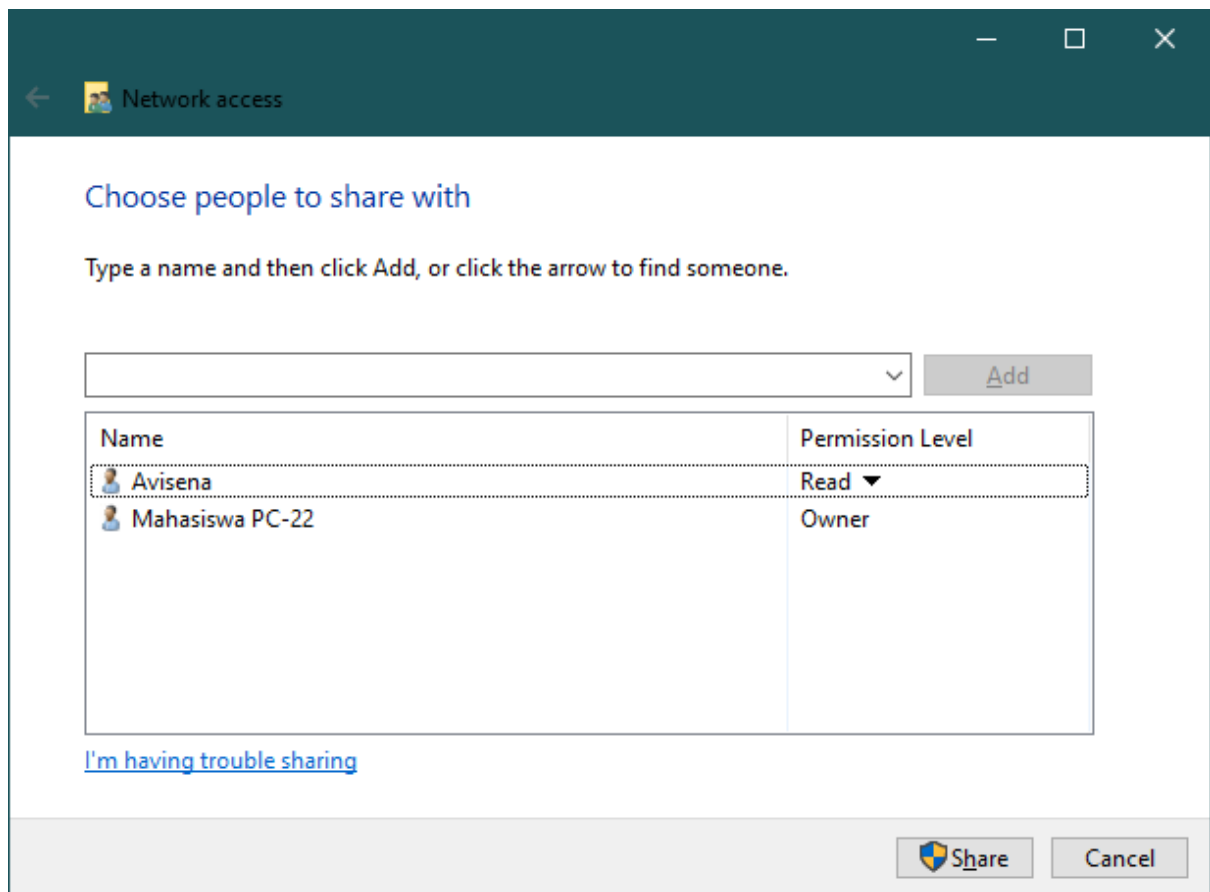 Network access
Choose people to share with
Type a name and then click Add, or click the arrow to find someone.
Add
Name Permission Level
Avisena Read
Mahasiswa PC-22 Owner
I'm having trouble sharing
Share Cancel